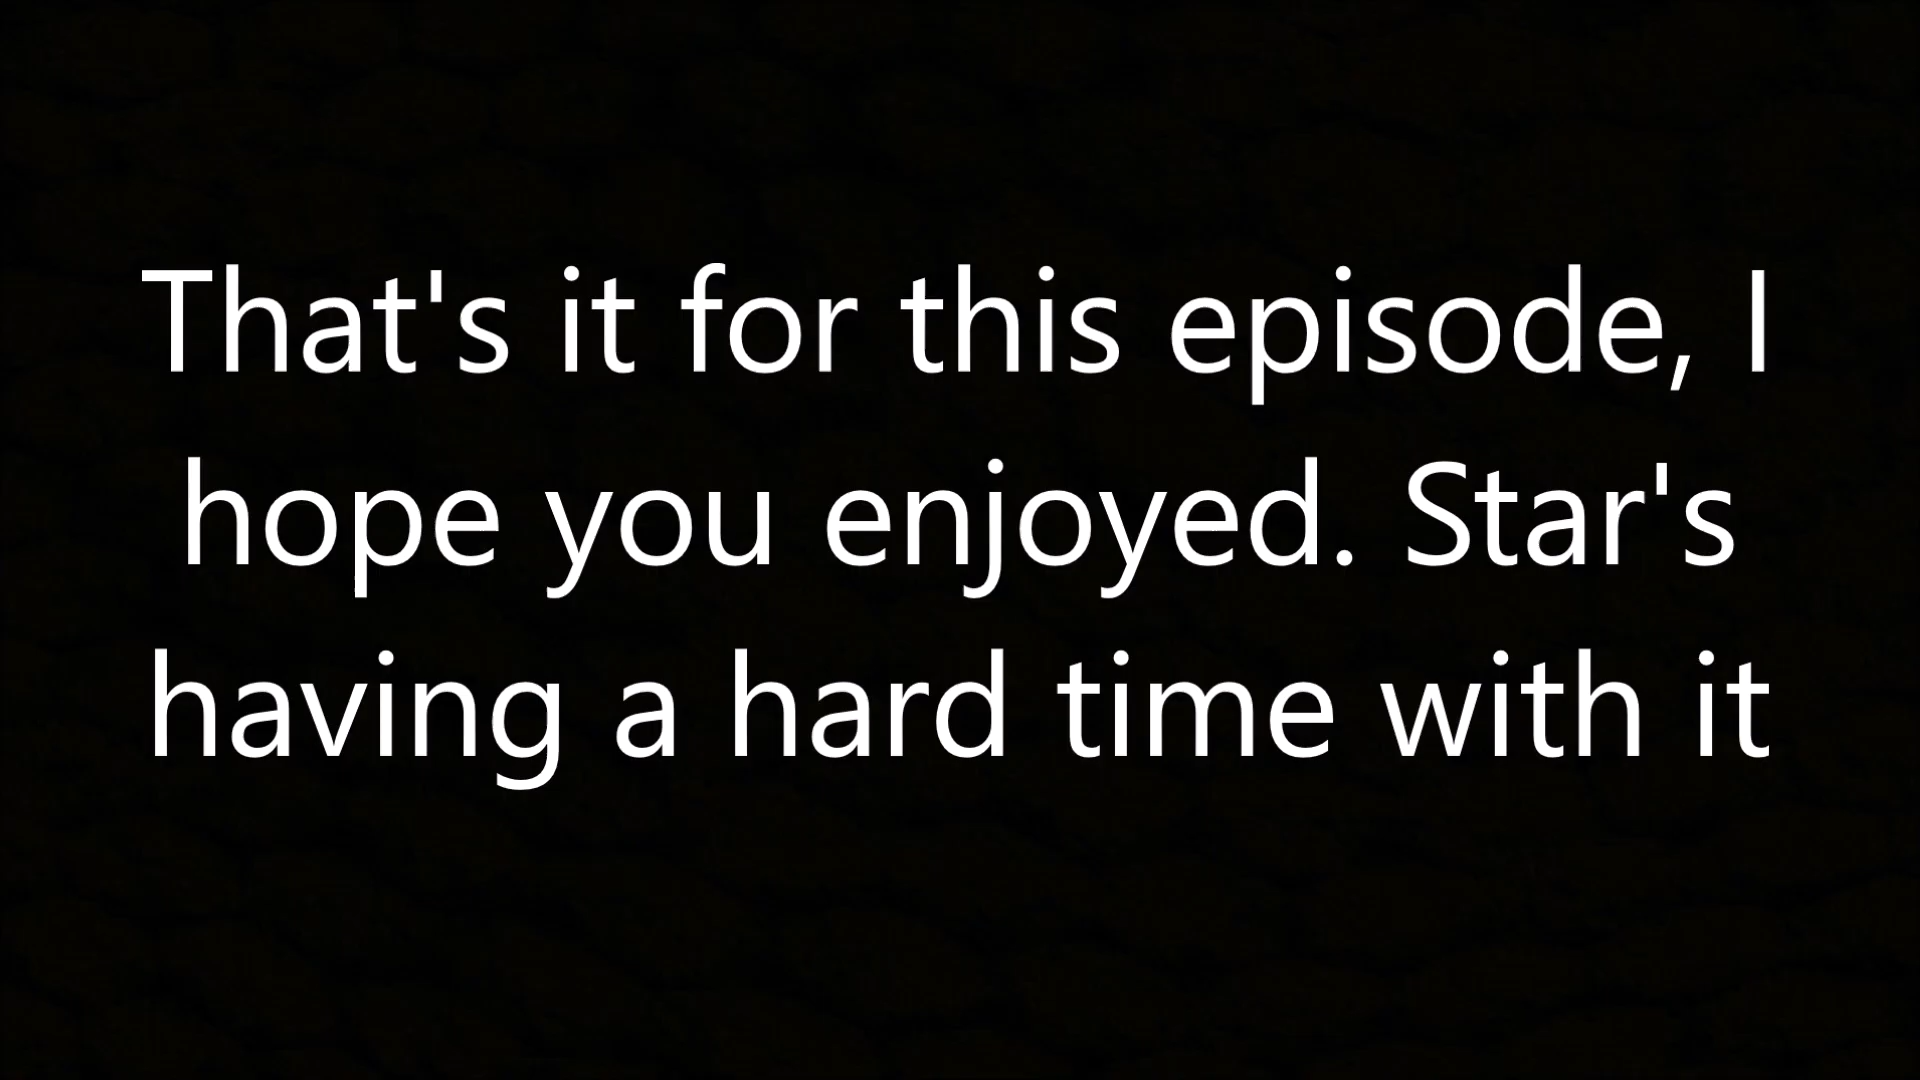 That's it for this episode, I
hope you enjoyed. Star's
having a hard time with it